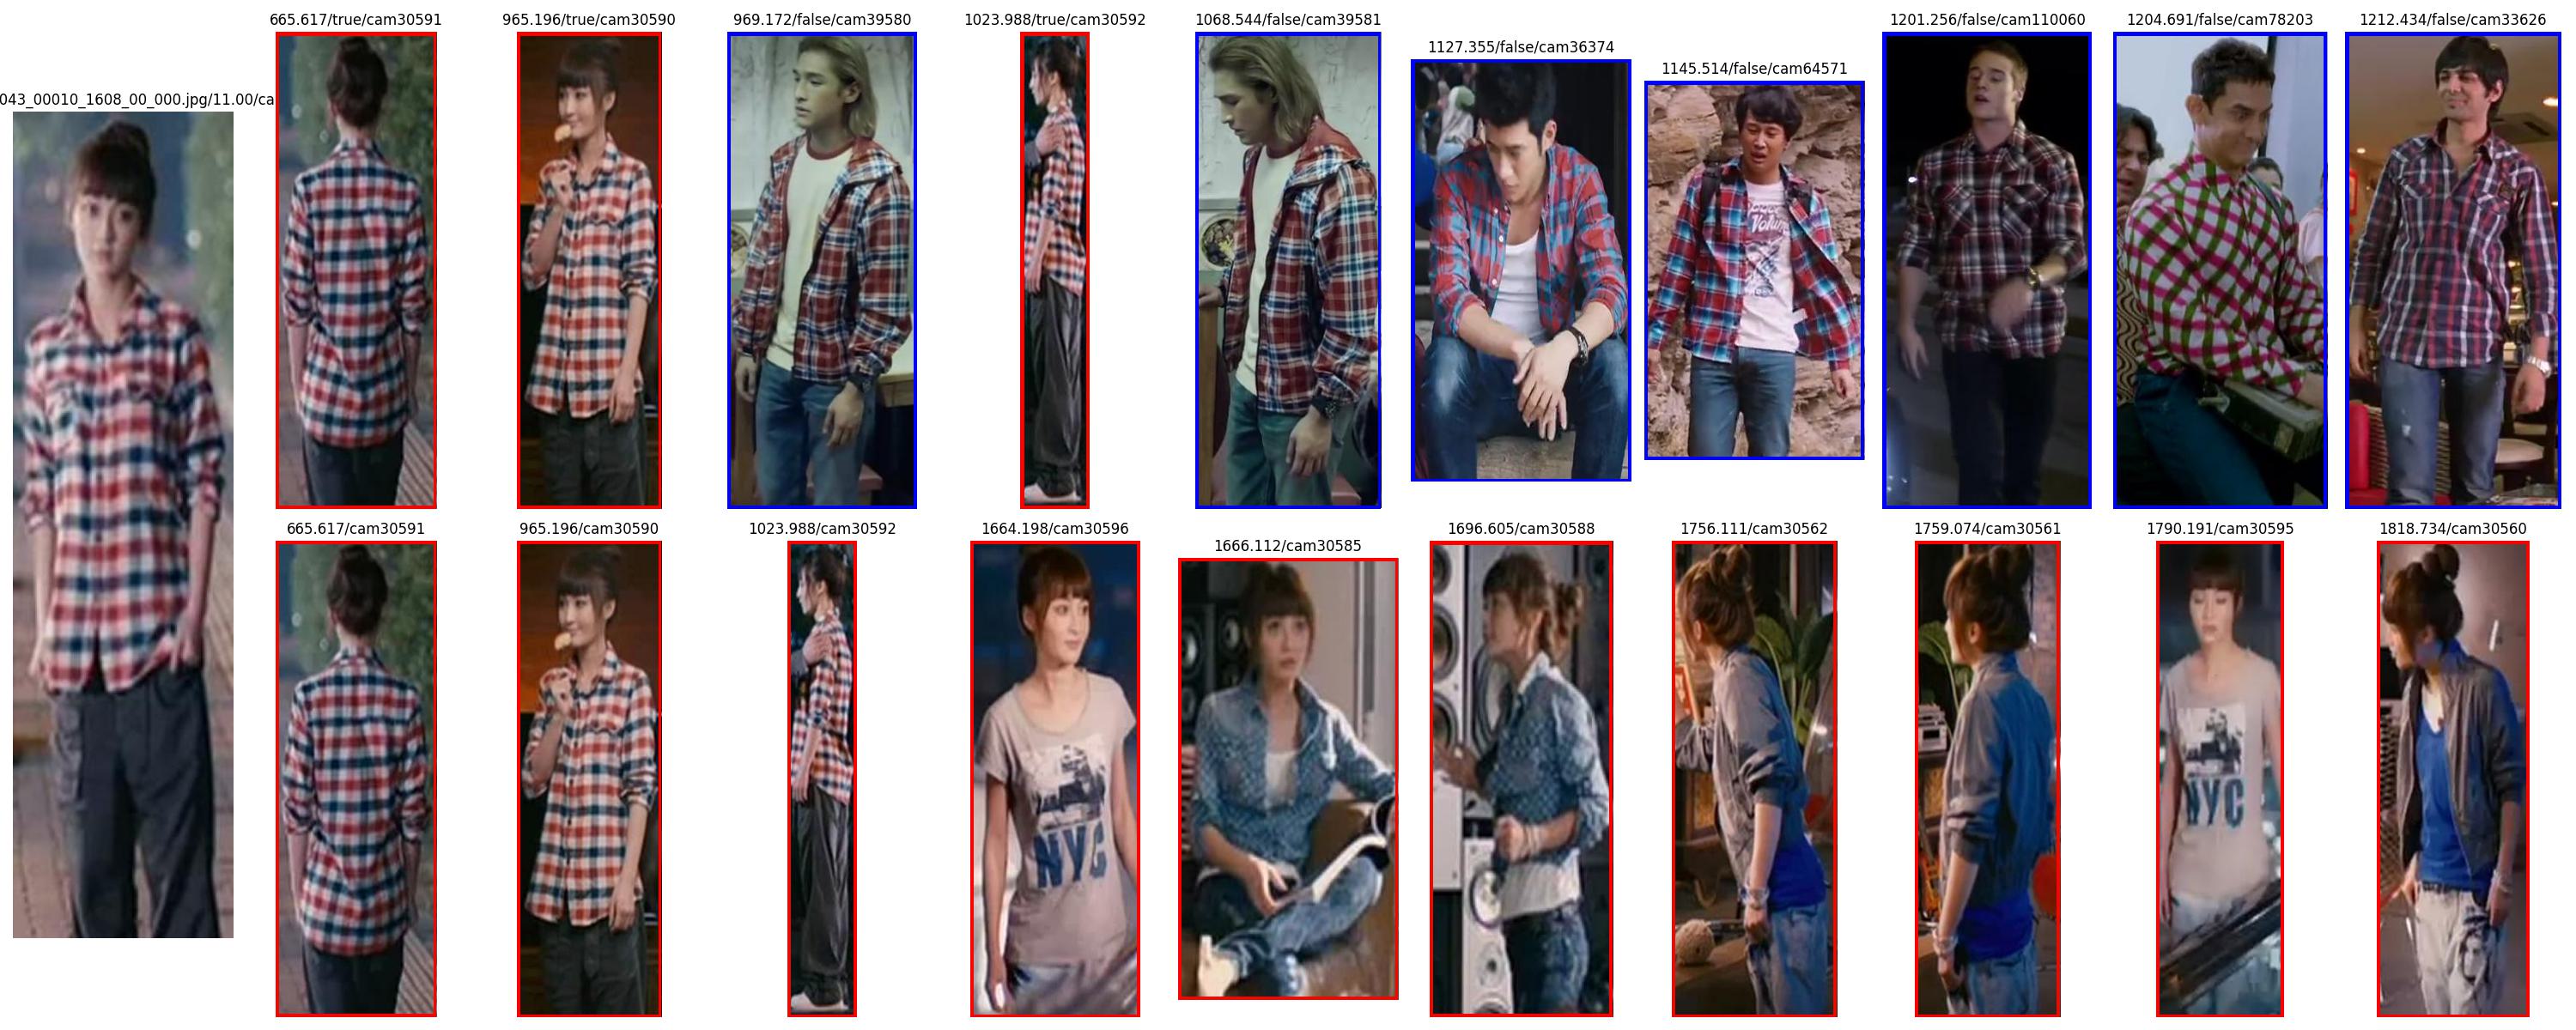 665.617/true/cam30591
965.196/true/cam30590
969.172/false/cam39580
1023.988/true/cam30592
1068.544/false/cam39581
1127.355/false/cam36374
1145.514/false/cam64571
1201.256/false/cam110060
1204.691/false/cam78203
1212.434/false/cam33626
043_00010_1608_00_000.jpg/11.00/ca
665.617/cam30591
965.196/cam30590
1023.988/cam30592
1664.198/cam30596
1666.112/cam30585
1696.605/cam30588
1756.111/cam30562
1759.074/cam30561
1790.191/cam30595
1818.734/cam30560
NYC
NYC